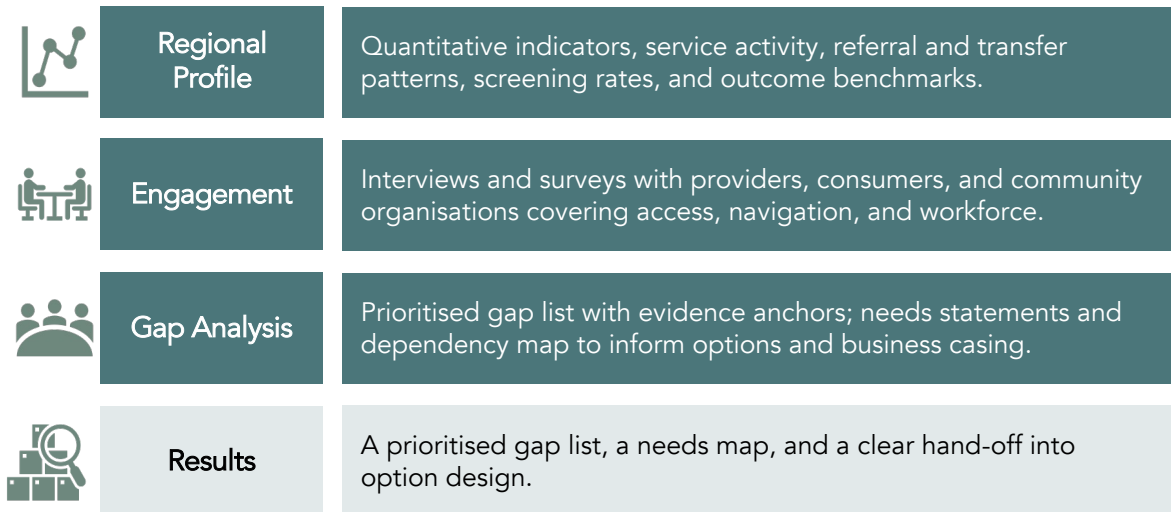 Regional
Profile
Quantitative indicators, service activity, referral and transfer
patterns, screening rates, and outcome benchmarks.
Engagement
Interviews and surveys with providers, consumers, and community
organisations covering access, navigation, and workforce.
Gap Analysis
Prioritised gap list with evidence anchors; needs statements and
dependency map to inform options and business casing.
Results
A prioritised gap list, a needs map, and a clear hand-off into
option design.